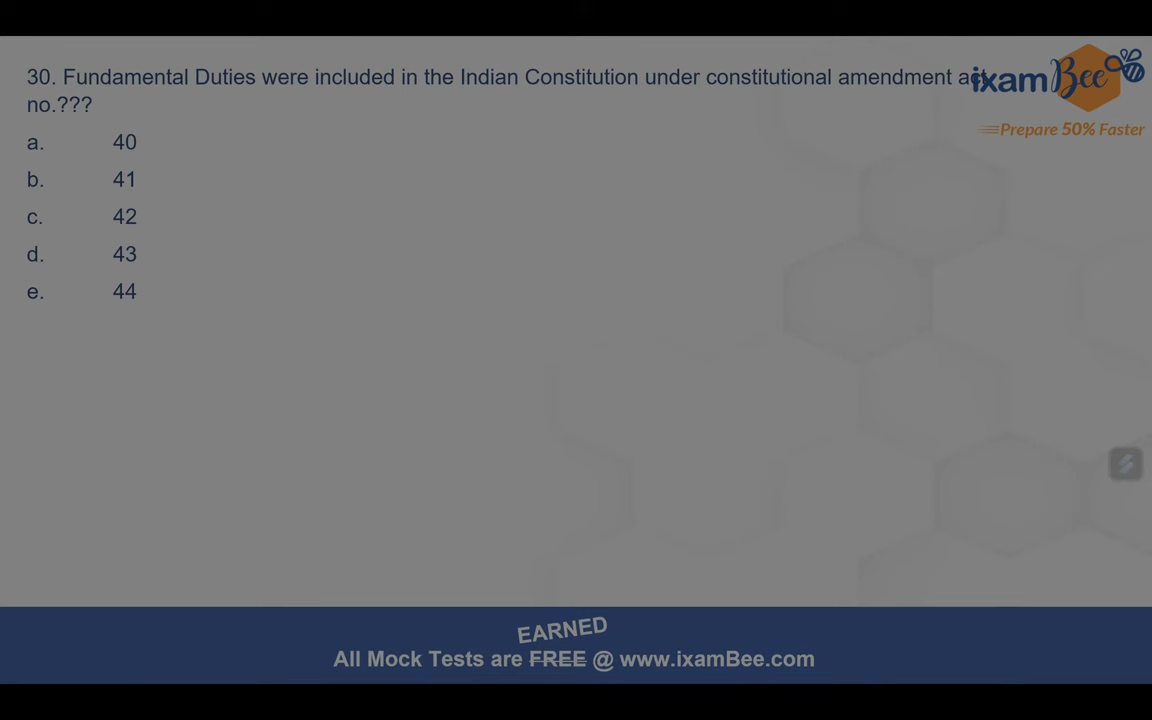 30. Fundamental Duties were included in the Indian Constitution under constitutional amendment act
no.???
a. 40
b. 41
c. 42
d. 43
e. 44
ixamBee
Prepare 50% Faster
EARNED
All Mock Tests are FREE @ www.ixamBee.com